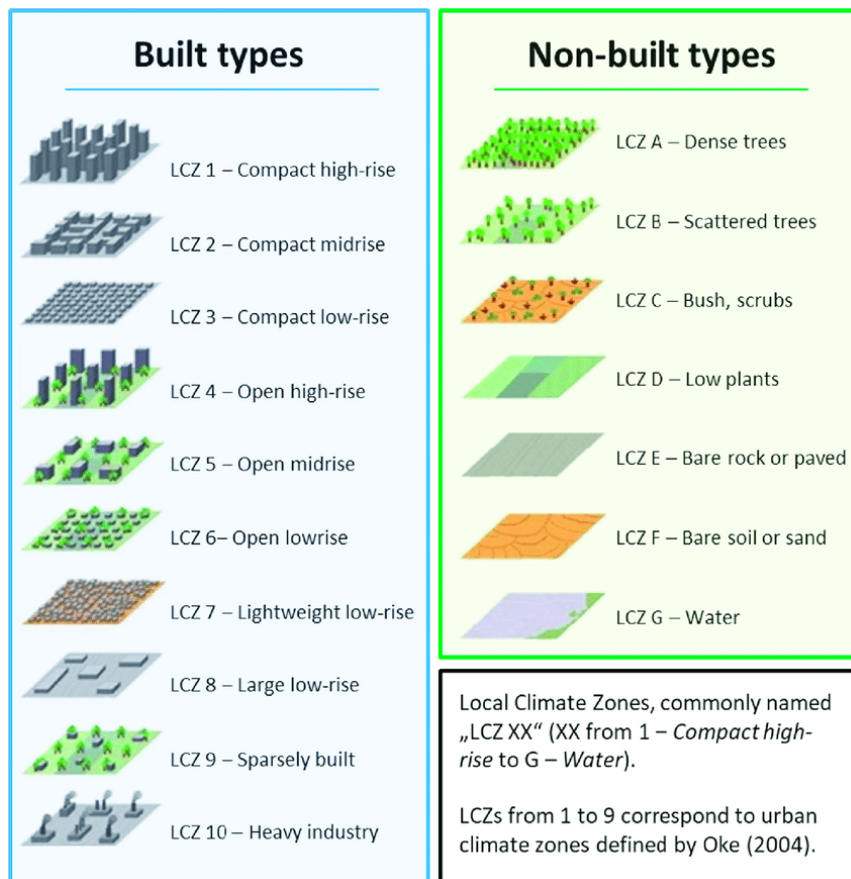 Built types
LCZ 1 – Compact high-rise
LCZ 2 – Compact midrise
LCZ 3 – Compact low-rise
LCZ 4 – Open high-rise
LCZ 5 – Open midrise
LCZ 6– Open lowrise
LCZ 7 – Lightweight low-rise
LCZ 8 – Large low-rise
LCZ 9 – Sparsely built
LCZ 10 – Heavy industry
Non-built types
LCZ A – Dense trees
LCZ B – Scattered trees
LCZ C – Bush, scrubs
LCZ D – Low plants
LCZ E – Bare rock or paved
LCZ F – Bare soil or sand
LCZ G – Water
Local Climate Zones, commonly named
„LCZ XX“ (XX from 1 – Compact high-
rise to G – Water).
LCZs from 1 to 9 correspond to urban
climate zones defined by Oke (2004).